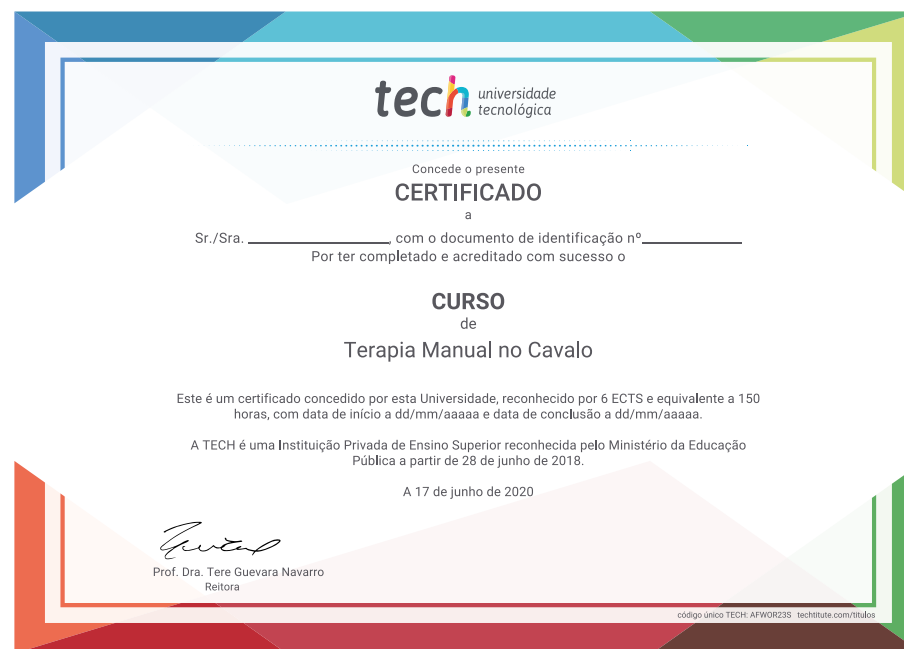 tech universidade
tecnológica
Concede o presente
CERTIFICADO
a
Sr./Sra. ________________, com o documento de identificação nº____________
Por ter completado e acreditado com sucesso o
CURSO
de
Terapia Manual no Cavalo
Este é um certificado concedido por esta Universidade, reconhecido por 6 ECTS e equivalente a 150
horas, com data de início a dd/mm/aaaaa e data de conclusão a dd/mm/aaaaa.
A TECH é uma Instituição Privada de Ensino Superior reconhecida pelo Ministério da Educação
Pública a partir de 28 de junho de 2018.
A 17 de junho de 2020
Prof. Dra. Tere Guevara Navarro
Reitora
código único TECH: AFWOR23S techtitute.com/titulos